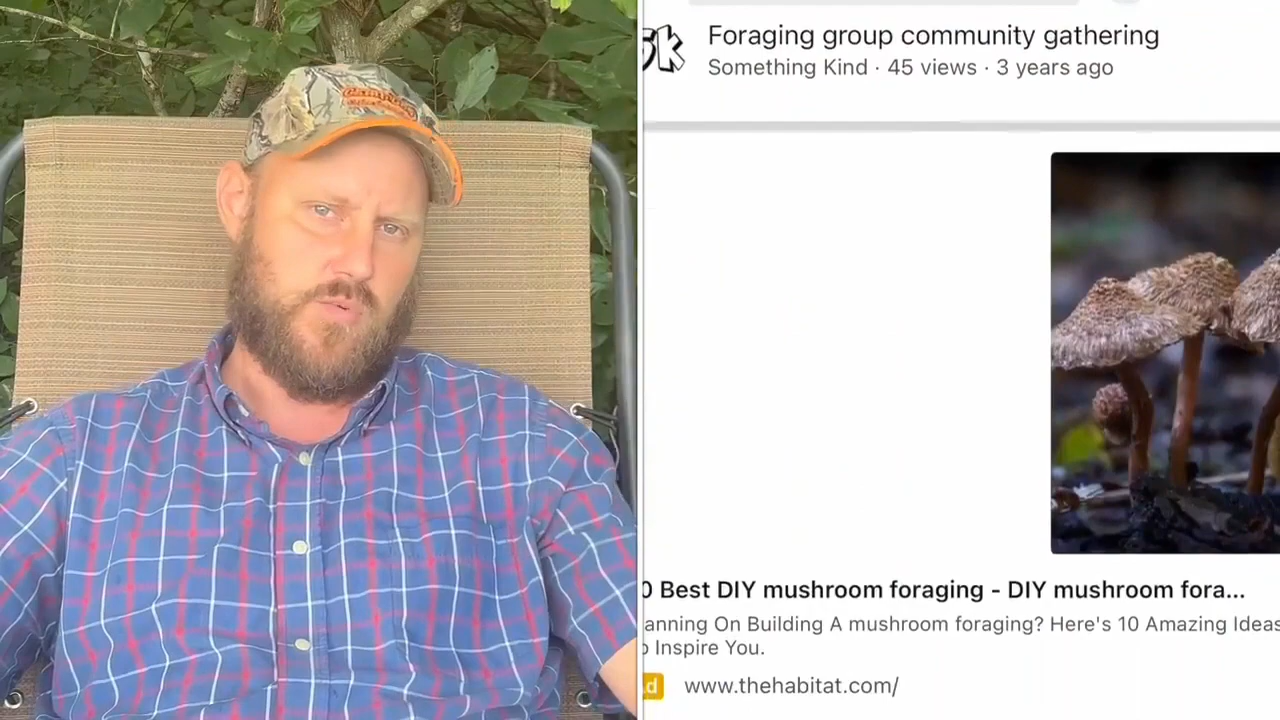 Foraging group community gathering
Something Kind · 45 views · 3 years ago
0 Best DIY mushroom foraging - DIY mushroom fora...
anning On Building A mushroom foraging? Here's 10 Amazing Ideas
o Inspire You.
www.thehabitat.com/